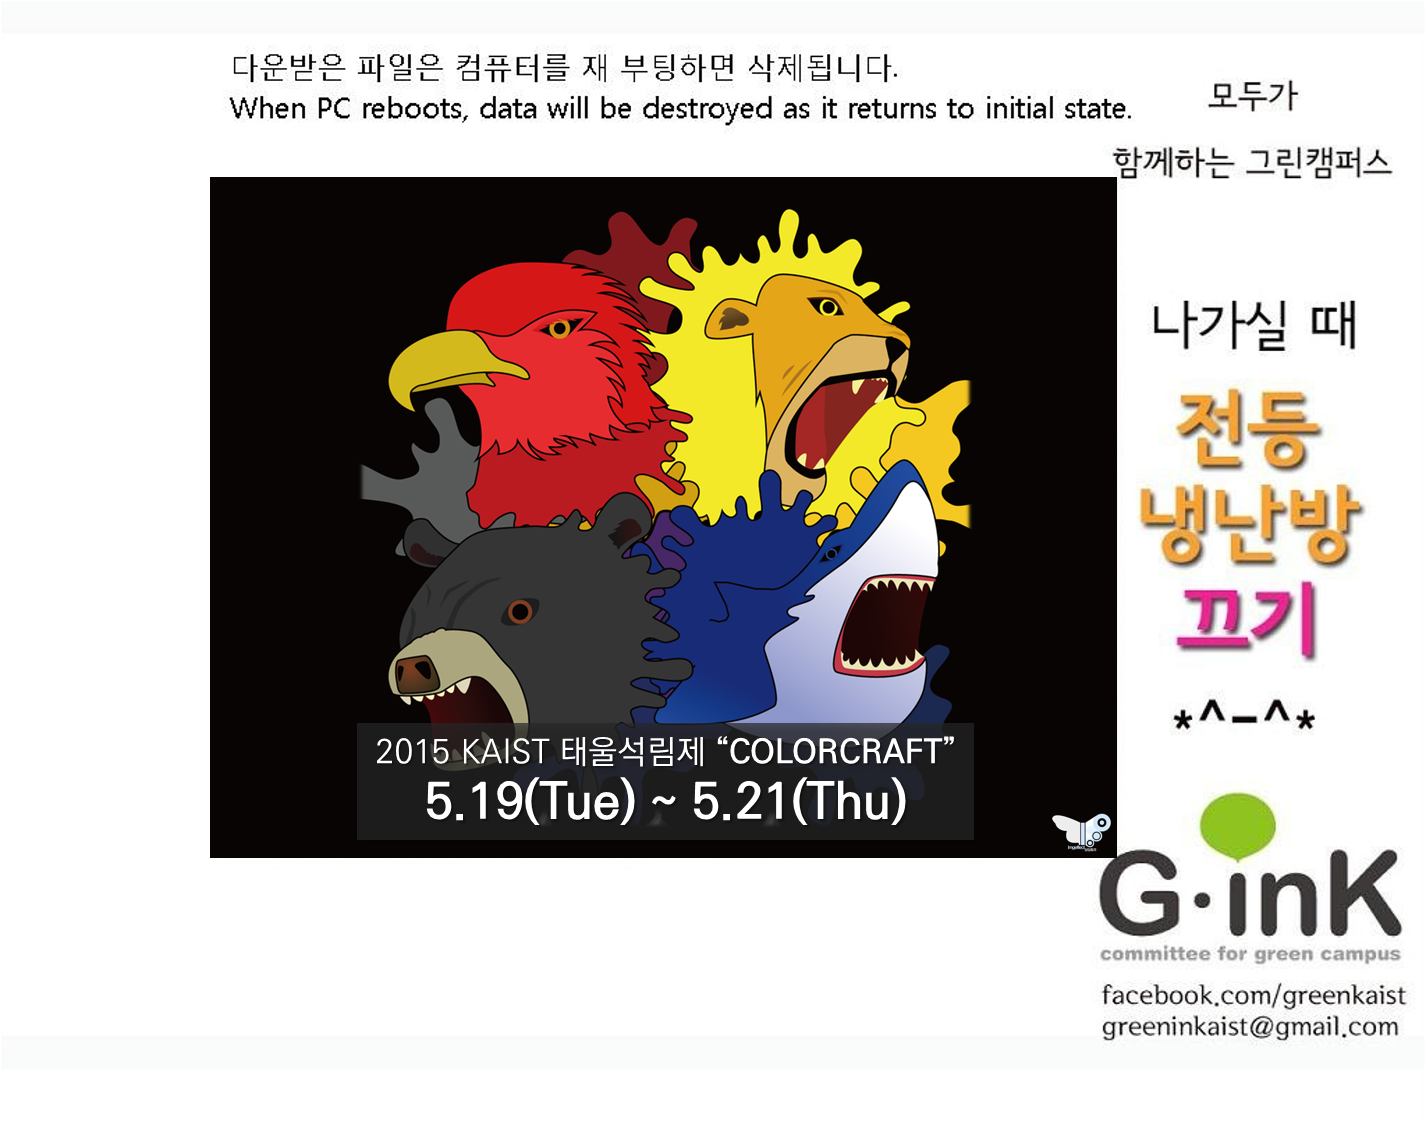 다운받은 파일은 컴퓨터를 재 부팅하면 삭제됩니다.
When PC reboots, data will be destroyed as it returns to initial state.
모두가
함께하는 그린캠퍼스
나가실 때
전등
냉난방
끄기
*^-^*
2015 KAIST 태울석림제 “COLORCRAFT”
5.19(Tue) ~ 5.21(Thu)
G·inK
committee for green campus
facebook.com/greenkaist
greeninkaist@gmail.com